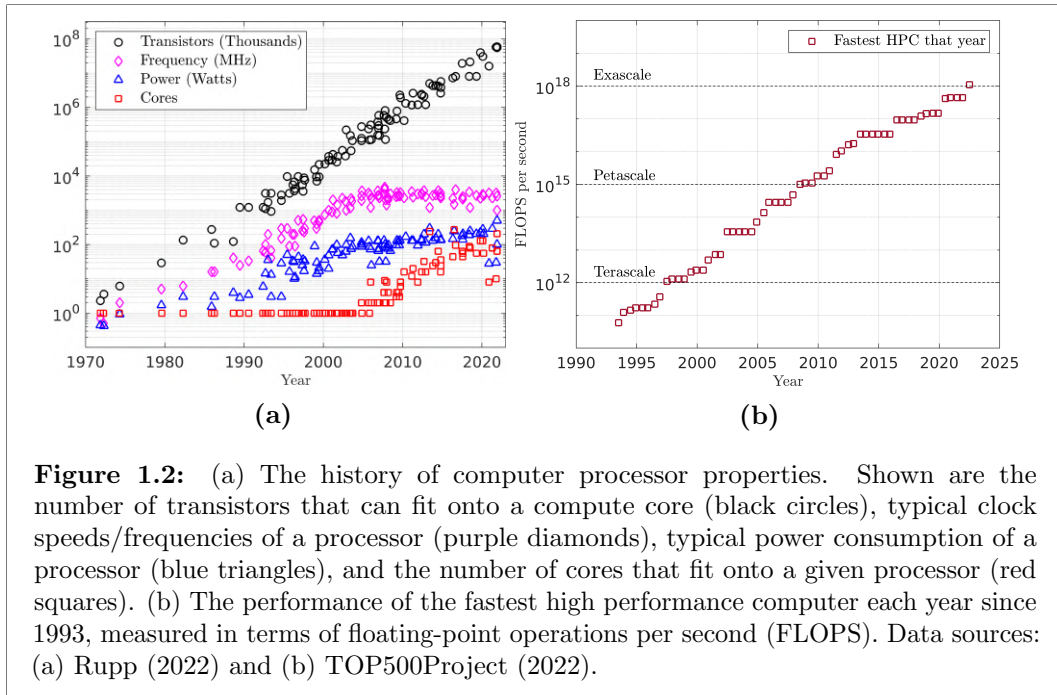 10^8
10^6
10^4
10^2
10^0
Transistors (Thousands)
Frequency (MHz)
Power (Watts)
Cores
1970
1980
1990
2000
2010
2020
Year
(a)
Fastest HPC that year
FLOPS per second
Exascale
10^18
Petascale
10^15
Terascale
10^12
1990
1995
2000
2005
2010
2015
2020
2025
Year
(b)
Figure 1.2: (a) The history of computer processor properties. Shown are the
number of transistors that can fit onto a compute core (black circles), typical clock
speeds/frequencies of a processor (purple diamonds), typical power consumption of a
processor (blue triangles), and the number of cores that fit onto a given processor (red
squares). (b) The performance of the fastest high performance computer each year since
1993, measured in terms of floating-point operations per second (FLOPS). Data sources:
(a) Rupp (2022) and (b) TOP500Project (2022).